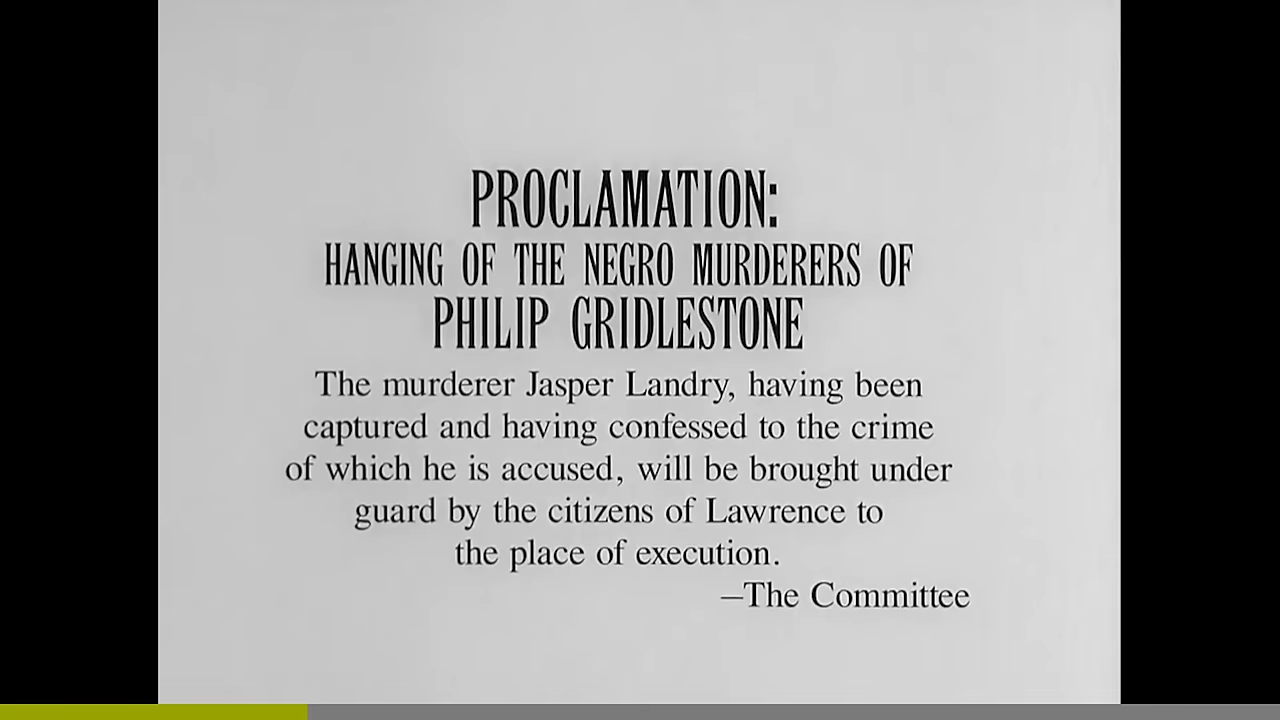 PROCLAMATION:
HANGING OF THE NEGRO MURDERERS OF
PHILIP GRIDLESTONE
The murderer Jasper Landry, having been
captured and having confessed to the crime
of which he is accused, will be brought under
guard by the citizens of Lawrence to
the place of execution.
—The Committee